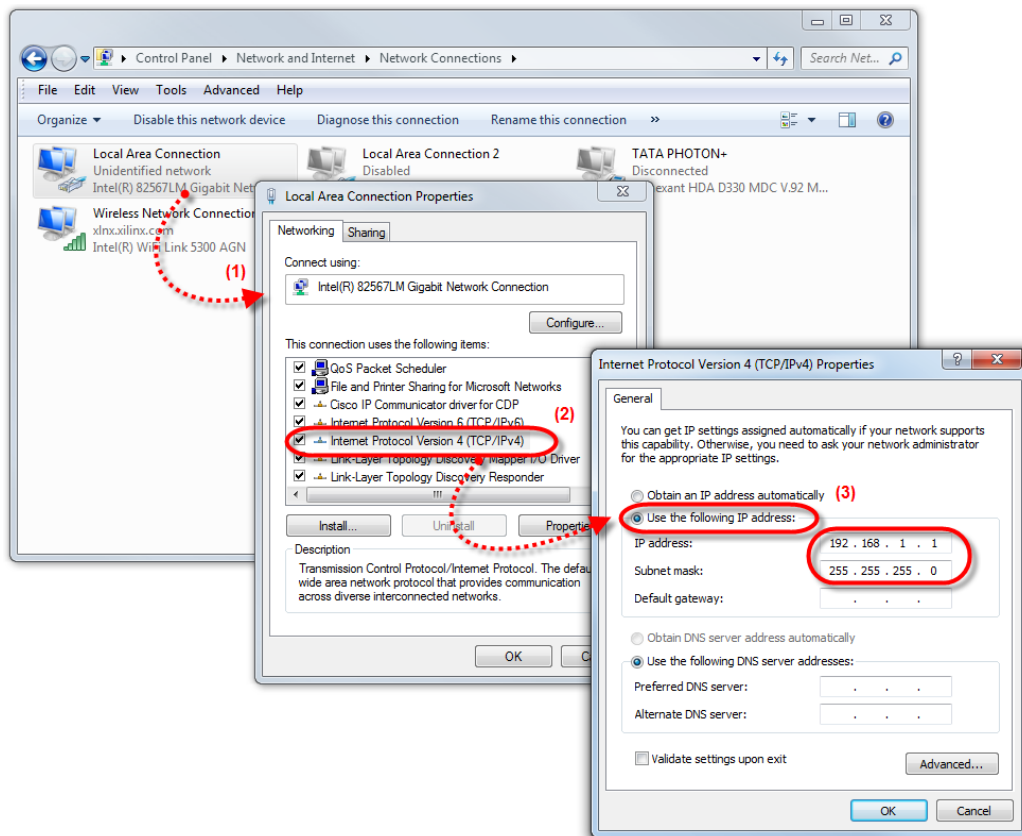 Control Panel Network and Internet Network Connections Search Net...
File Edit View Tools Advanced Help
Organize Disable this network device Diagnose this connection Rename this connection »
Local Area Connection
Unidentified network
Intel(R) 82567LM Gigabit Net
Local Area Connection 2
Disabled
TATA PHOTON+
Disconnected
exant HDA D330 MDC V.92 M...
Wireless Network Connection
xlnx.xilinx.com
Intel(R) WiFi Link 5300 AGN
(1)
Local Area Connection Properties
Networking Sharing
Connect using:
Intel(R) 82567LM Gigabit Network Connection
Configure...
This connection uses the following items:
QoS Packet Scheduler
File and Printer Sharing for Microsoft Networks
Cisco IP Communicator driver for CDP
Internet Protocol Version 6 (TCP/IPv6)
(2)
Internet Protocol Version 4 (TCP/IPv4)
Link-Layer Topology Discovery Mapper I/O Driver
Link-Layer Topology Discovery Responder
Install... Uninstall Propertie
Description
Transmission Control Protocol/Internet Protocol. The defau
wide area network protocol that provides communication
across diverse interconnected networks.
OK C
Internet Protocol Version 4 (TCP/IPv4) Properties
General
You can get IP settings assigned automatically if your network supports
this capability. Otherwise, you need to ask your network administrator
for the appropriate IP settings.
Obtain an IP address automatically (3)
Use the following IP address:
IP address: 192 . 168 . 1 . 1
Subnet mask: 255 . 255 . 255 . 0
Default gateway: . . .
Obtain DNS server address automatically
Use the following DNS server addresses:
Preferred DNS server: . . .
Alternate DNS server: . . .
Validate settings upon exit
Advanced...
OK Cancel